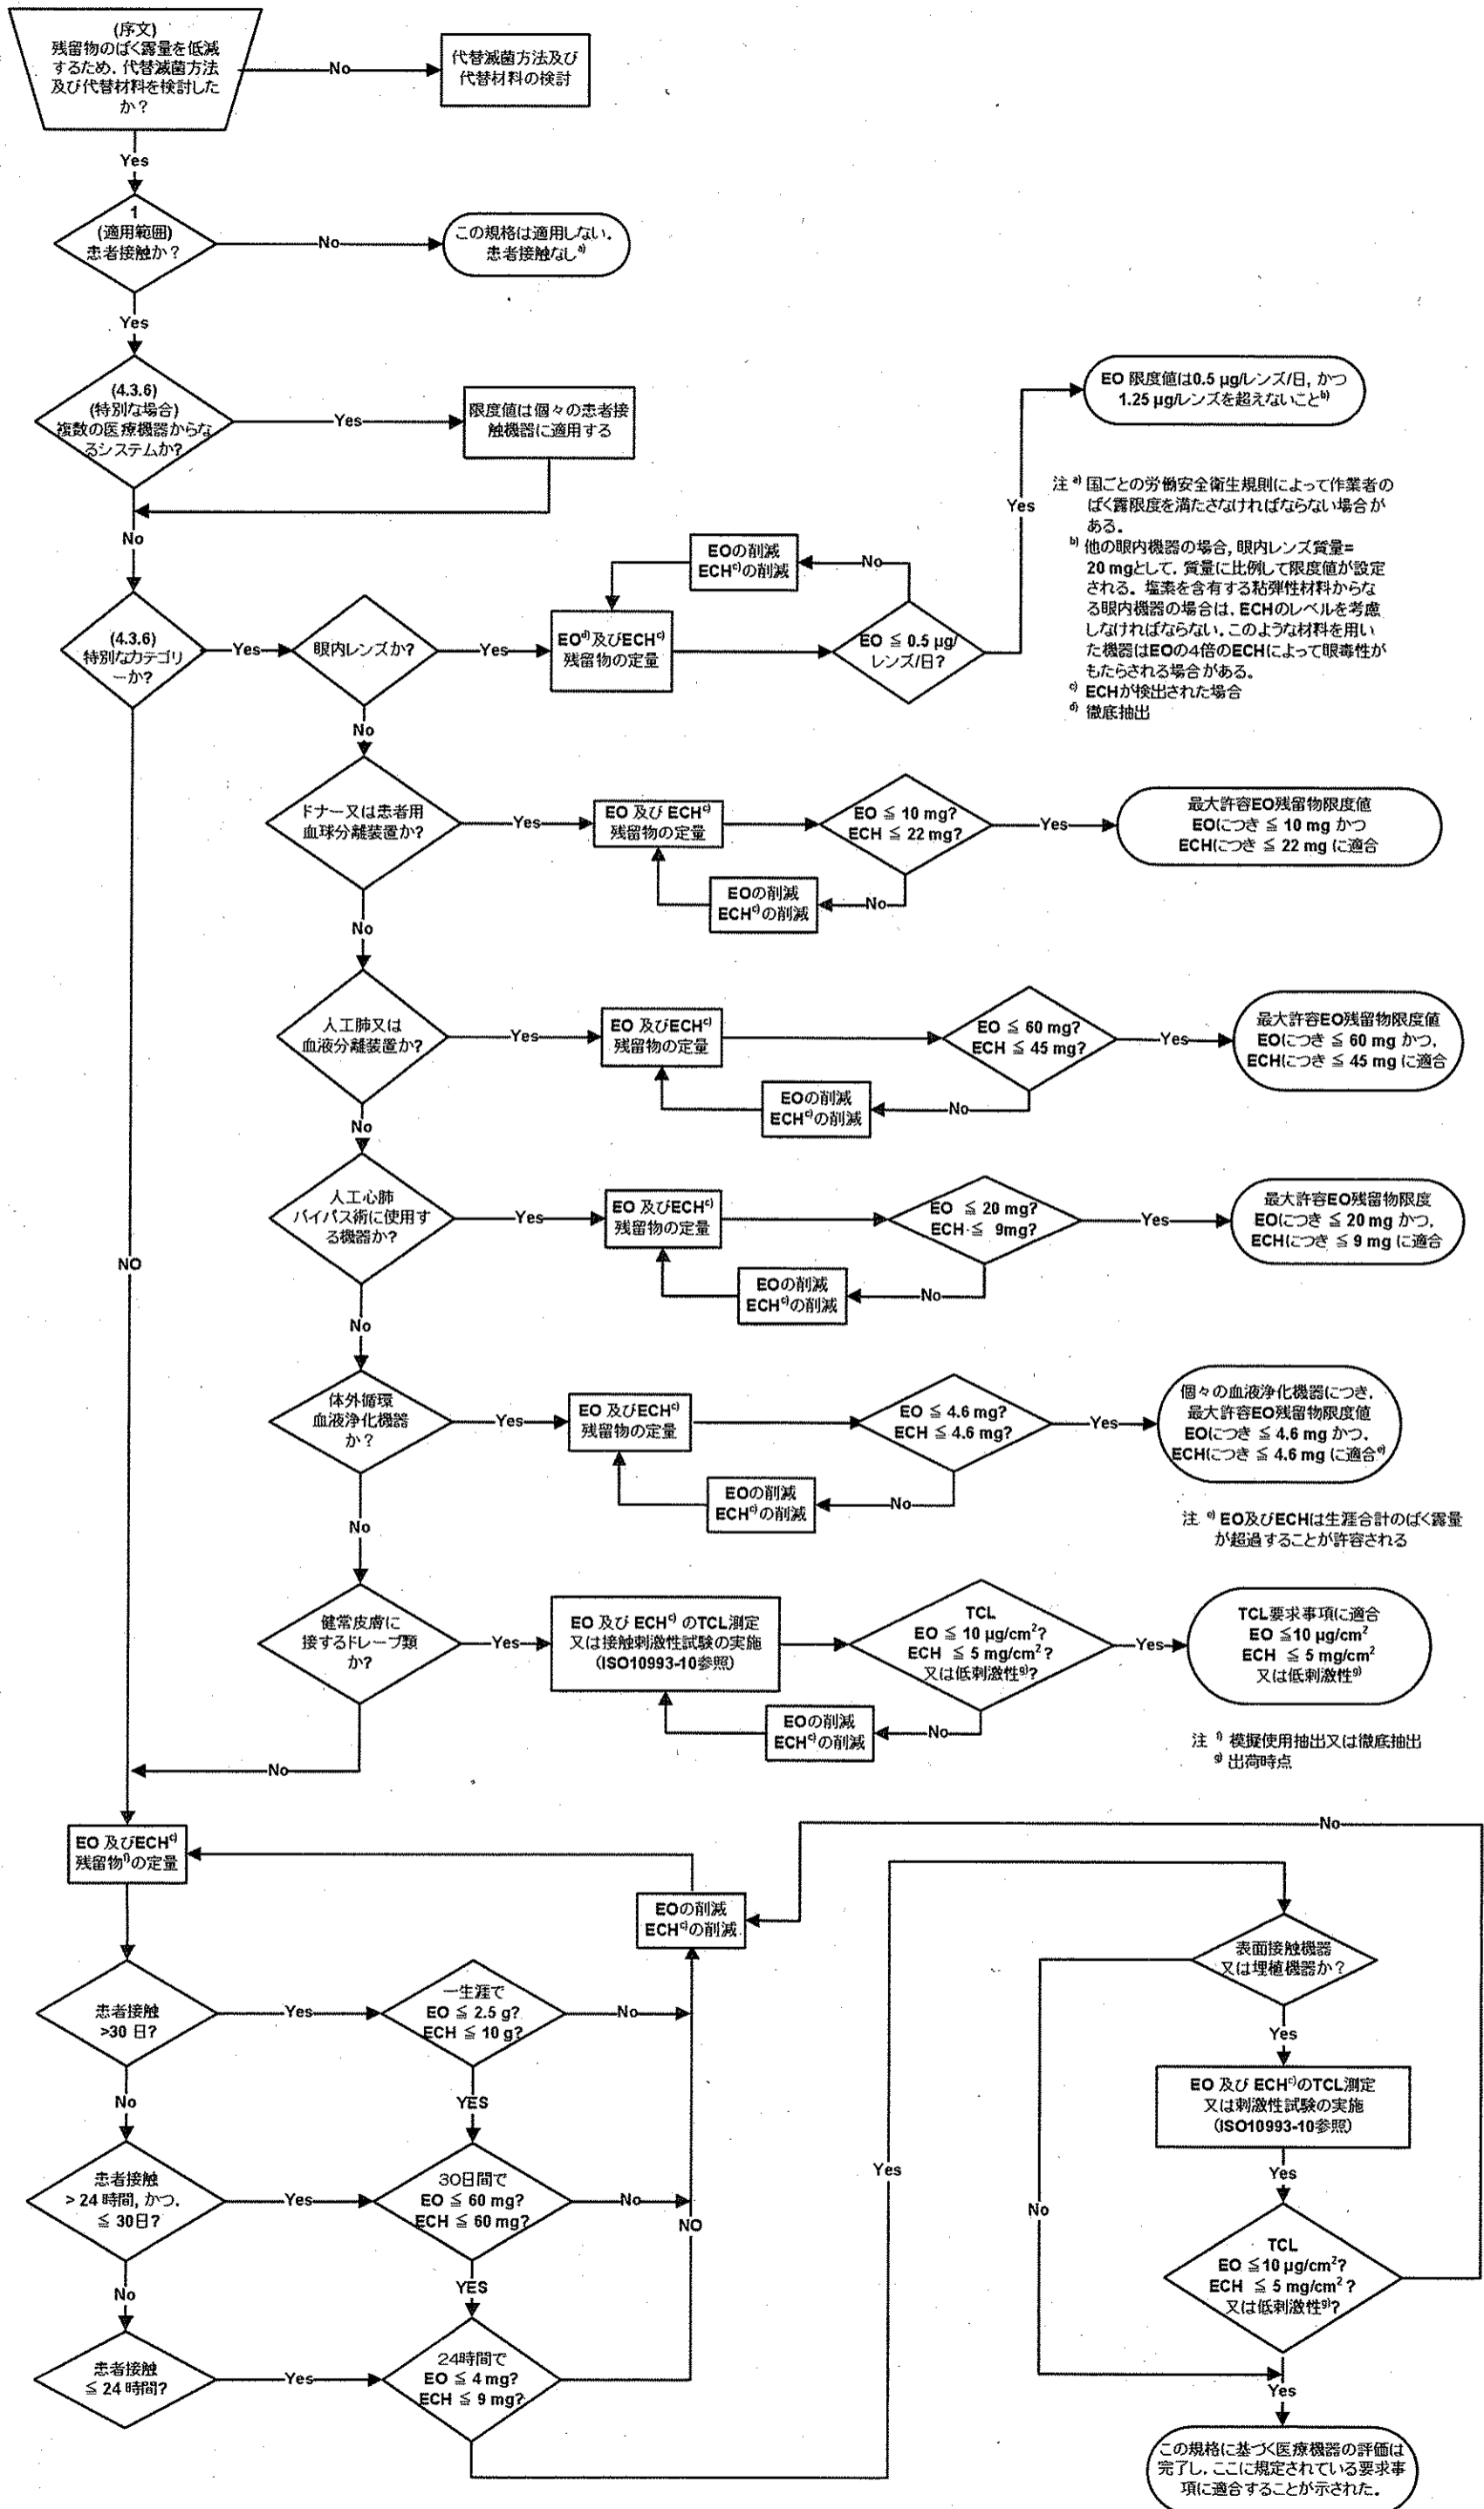 (序文)
残留物のばく露量を低減
するため、代替滅菌方法
及び代替材料を検討した
か？
No
代替滅菌方法及び
代替材料の検討
Yes
1
(適用範囲)
患者接触か？
No
この規格は適用しない。
患者接触なしa)
Yes
(4.3.6)
(特別な場合)
複数の医療機器からな
るシステムか?
Yes
限度値は個々の患者接
触機器に適用する
No
EO 限度値は0.5 μg/レンズ/日, かつ
1.25 μg/レンズを超えないことb)
Yes
注 a) 国ごとの労働安全衛生規則によって作業者の
ばく露限度を満たさなければならない場合が
ある。
b) 他の眼内機器の場合, 眼内レンズ質量=
20 mgとして, 質量に比例して限度値が設定
される。塩素を含有する粘弾性材料からな
る眼内機器の場合は, ECHのレベルを考慮
しなければならない。このような材料を用い
た機器はEOの4倍のECHによって眼毒性が
もたらされる場合がある。
c) ECHが検出された場合
d) 徹底抽出
(4.3.6)
特別なカテゴリ
ーか?
Yes
眼内レンズか?
Yes
EOd)及びECHc)
残留物の定量
EOの削減
ECHc)の削減
No
EO ≦ 0.5 μg/
レンズ/日?
No
ドナー又は患者用
血球分離装置か?
Yes
EO 及び ECHc)
残留物の定量
EO ≦ 10 mg?
ECH ≦ 22 mg?
Yes
最大許容EO残留物限度値
EOにつき ≦ 10 mg かつ
ECHにつき ≦ 22 mg に適合
EOの削減
ECHc)の削減
No
No
人工肺又は
血液分離装置か?
Yes
EO 及びECHc)
残留物の定量
EO ≦ 60 mg?
ECH ≦ 45 mg?
Yes
最大許容EO残留物限度値
EOにつき ≦ 60 mg かつ,
ECHにつき ≦ 45 mg に適合
EOの削減
ECHc)の削減
No
No
人工心肺
バイパス術に使用す
る機器か?
Yes
EO 及びECHc)
残留物の定量
EO ≦ 20 mg?
ECH ≦ 9mg?
Yes
最大許容EO残留物限度
EOにつき ≦ 20 mg かつ,
ECHにつき ≦ 9 mg に適合
EOの削減
ECHc)の削減
No
NO
No
体外循環
血液浄化機器
か？
Yes
EO 及びECHc)
残留物の定量
EO ≦ 4.6 mg?
ECH ≦ 4.6 mg?
Yes
個々の血液浄化機器につき,
最大許容EO残留物限度値
EOにつき ≦ 4.6 mg かつ,
ECHにつき ≦ 4.6 mg に適合e)
EOの削減
ECHc)の削減
No
注 e) EO及びECHは生涯合計のばく露量
が超過することが許容される
No
健常皮膚に
接するドレープ類
か?
Yes
EO 及び ECHc) のTCL測定
又は接触刺激性試験の実施
(ISO10993-10参照)
TCL
EO ≦ 10 μg/cm2?
ECH ≦ 5 mg/cm2?
又は低刺激性g)?
Yes
TCL要求事項に適合
EO ≦10 μg/cm2
ECH ≦ 5 mg/cm2
又は低刺激性g)
EOの削減
ECHc)の削減
No
注 f) 模擬使用抽出又は徹底抽出
g) 出荷時点
No
EO 及びECHc)
残留物f)の定量
No
EOの削減
ECHc)の削減
表面接触機器
又は埋植機器か？
患者接触
>30 日?
Yes
一生涯で
EO ≦ 2.5 g?
ECH ≦ 10 g?
No
Yes
No
YES
EO 及び ECHc)のTCL測定
又は刺激性試験の実施
(ISO10993-10参照)
患者接触
> 24 時間, かつ,
≦ 30日?
Yes
30日間で
EO ≦ 60 mg?
ECH ≦ 60 mg?
No
NO
Yes
No
Yes
TCL
EO ≦10 μg/cm2?
ECH ≦ 5 mg/cm2 ?
又は低刺激性g)?
No
YES
患者接触
≦ 24 時間?
Yes
24時間で
EO ≦ 4 mg?
ECH ≦ 9 mg?
Yes
この規格に基づく医療機器の評価は
完了し, ここに規定されている要求事
項に適合することが示された。